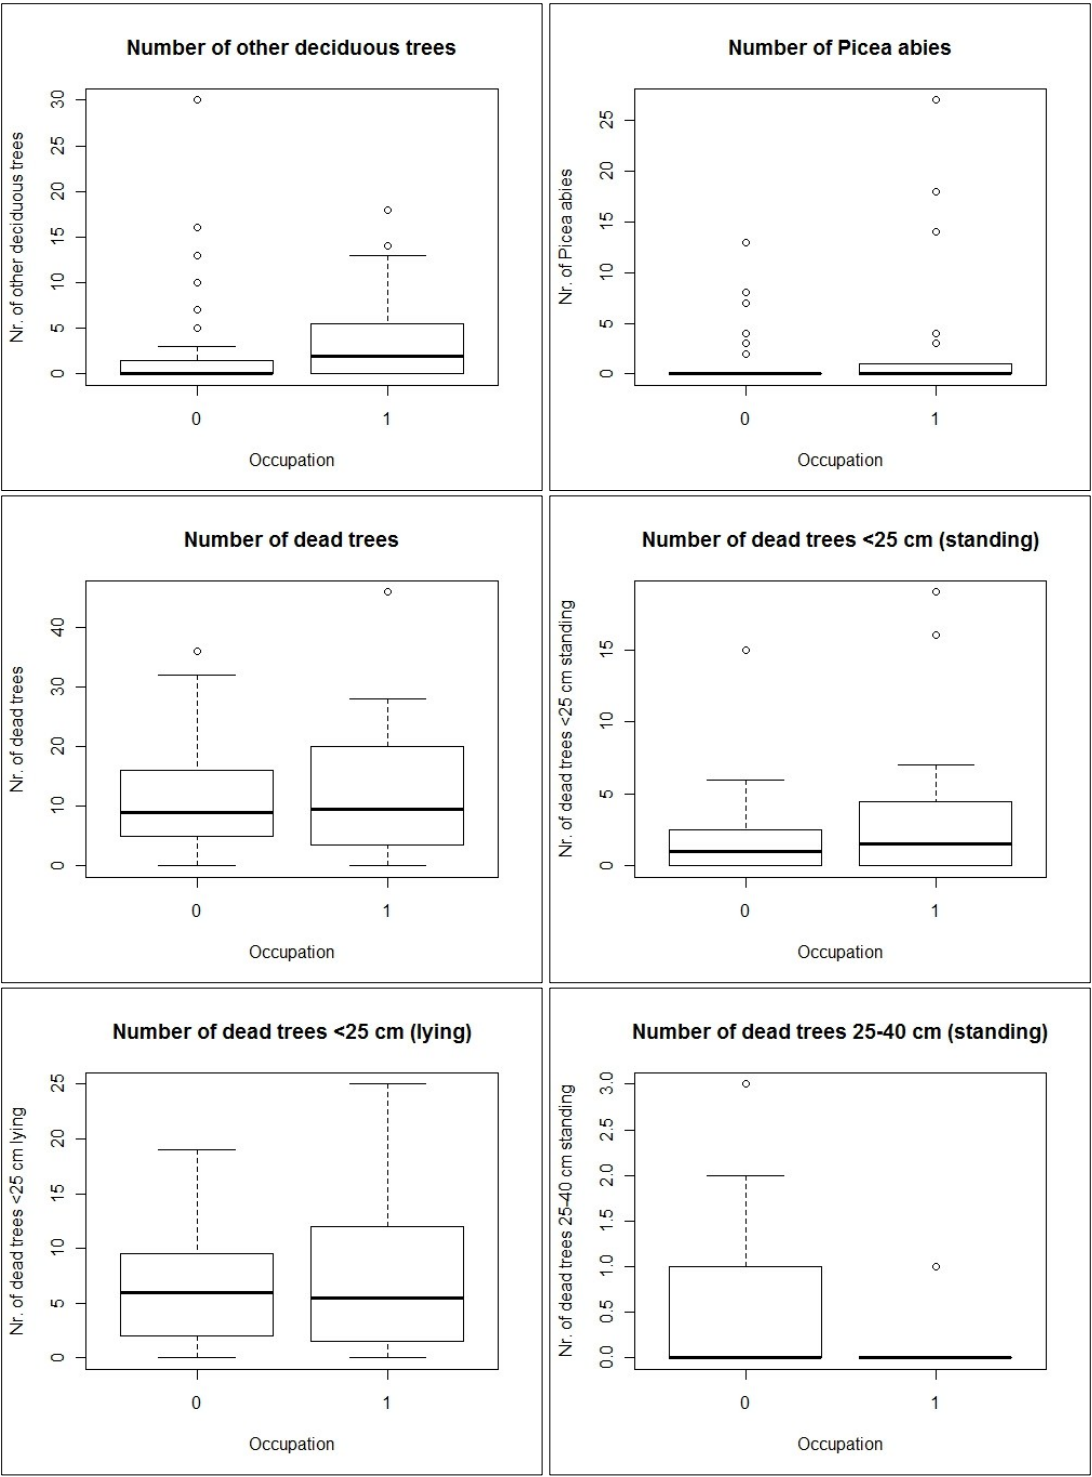 Number of other deciduous trees
Nr. of other deciduous trees
30
25
20
15
10
5
0
0 1
Occupation
Number of Picea abies
Nr. of Picea abies
25
20
15
10
5
0
0 1
Occupation
Number of dead trees
Nr. of dead trees
40
30
20
10
0
0 1
Occupation
Number of dead trees <25 cm (standing)
Nr. of dead trees <25 cm standing
15
10
5
0
0 1
Occupation
Number of dead trees <25 cm (lying)
Nr. of dead trees <25 cm lying
25
20
15
10
5
0
0 1
Occupation
Number of dead trees 25-40 cm (standing)
Nr. of dead trees 25-40 cm standing
3.0
2.5
2.0
1.5
1.0
0.5
0.0
0 1
Occupation